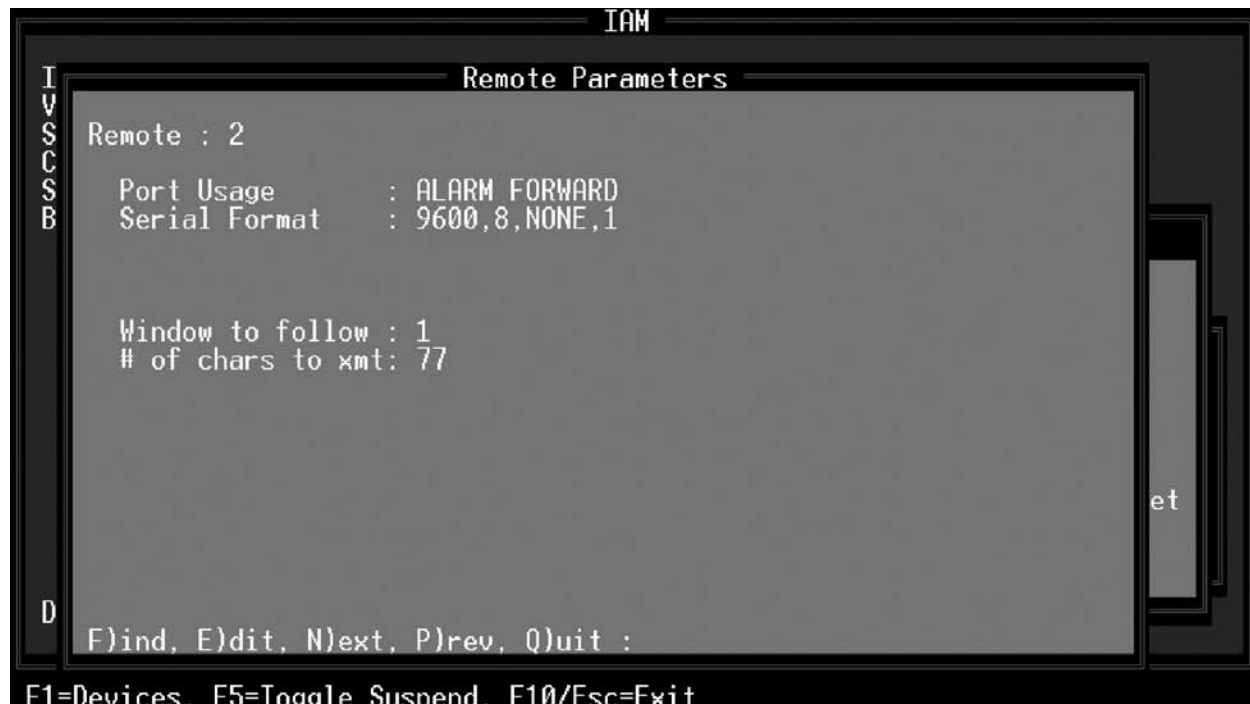 IAM
Remote Parameters
I
V
S
C
S
B
Remote : 2
Port Usage : ALARM FORWARD
Serial Format : 9600,8,NONE,1
Window to follow : 1
# of chars to xmt: 77
et
D
F)ind, E)dit, N)ext, P)rev, Q)uit :
F1=Devices, F5=Toggle Suspend, F10/Esc=Exit